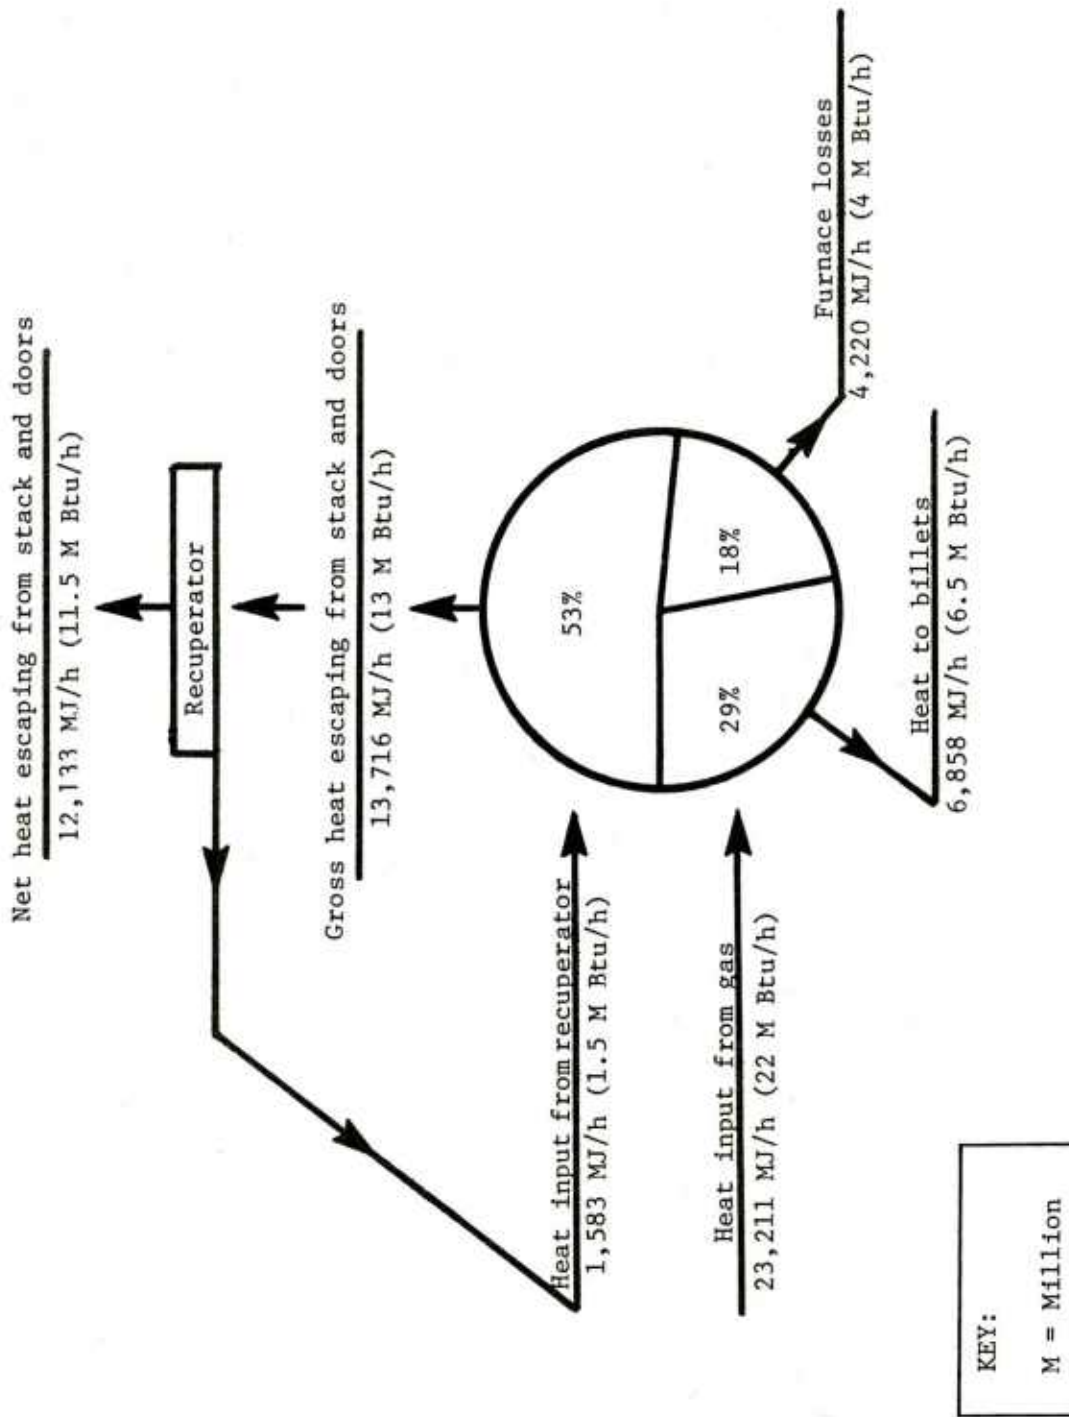 Net heat escaping from stack and doors
12,133 MJ/h (11.5 M Btu/h)
Recuperator
Gross heat escaping from stack and doors
13,716 MJ/h (13 M Btu/h)
Heat input from recuperator
1,583 MJ/h (1.5 M Btu/h)
53%
29%
18%
Heat input from gas
23,211 MJ/h (22 M Btu/h)
Furnace losses
4,220 MJ/h (4 M Btu/h)
Heat to billets
6,858 MJ/h (6.5 M Btu/h)
KEY:
M = Million